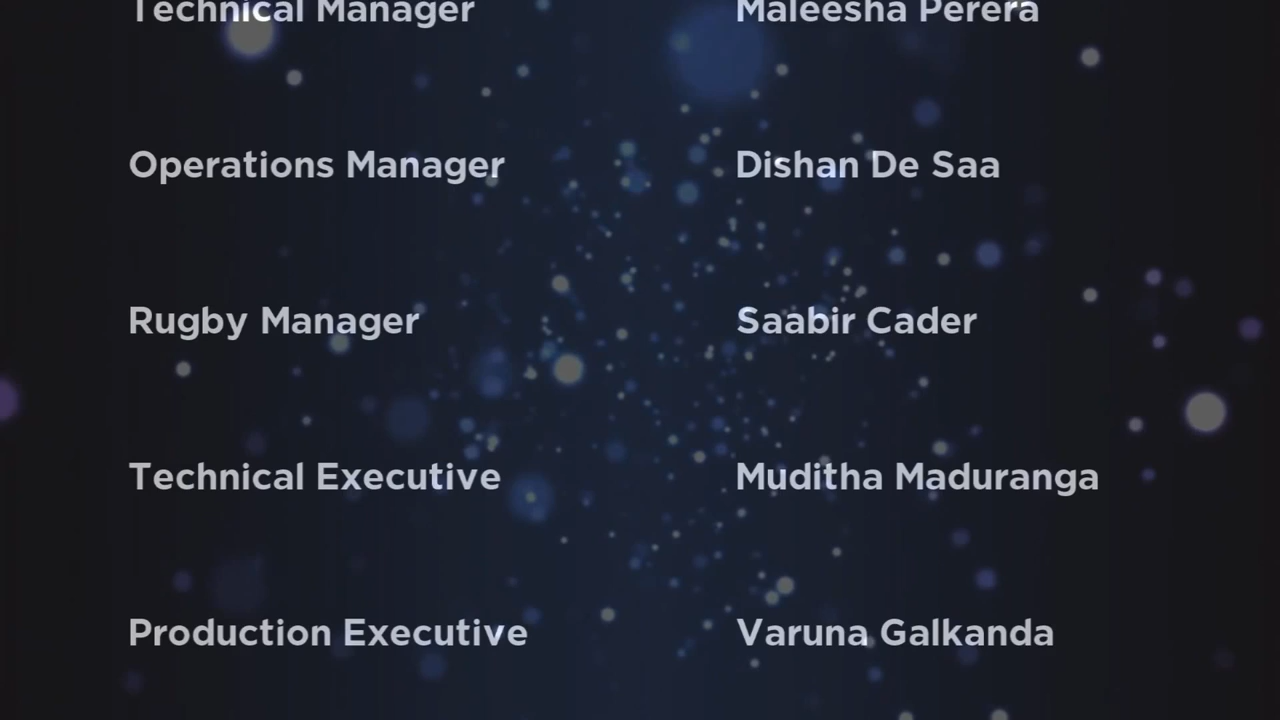 Technical Manager Maleesha Perera
Operations Manager Dishan De Saa
Rugby Manager Saabir Cader
Technical Executive Muditha Maduranga
Production Executive Varuna Galkanda